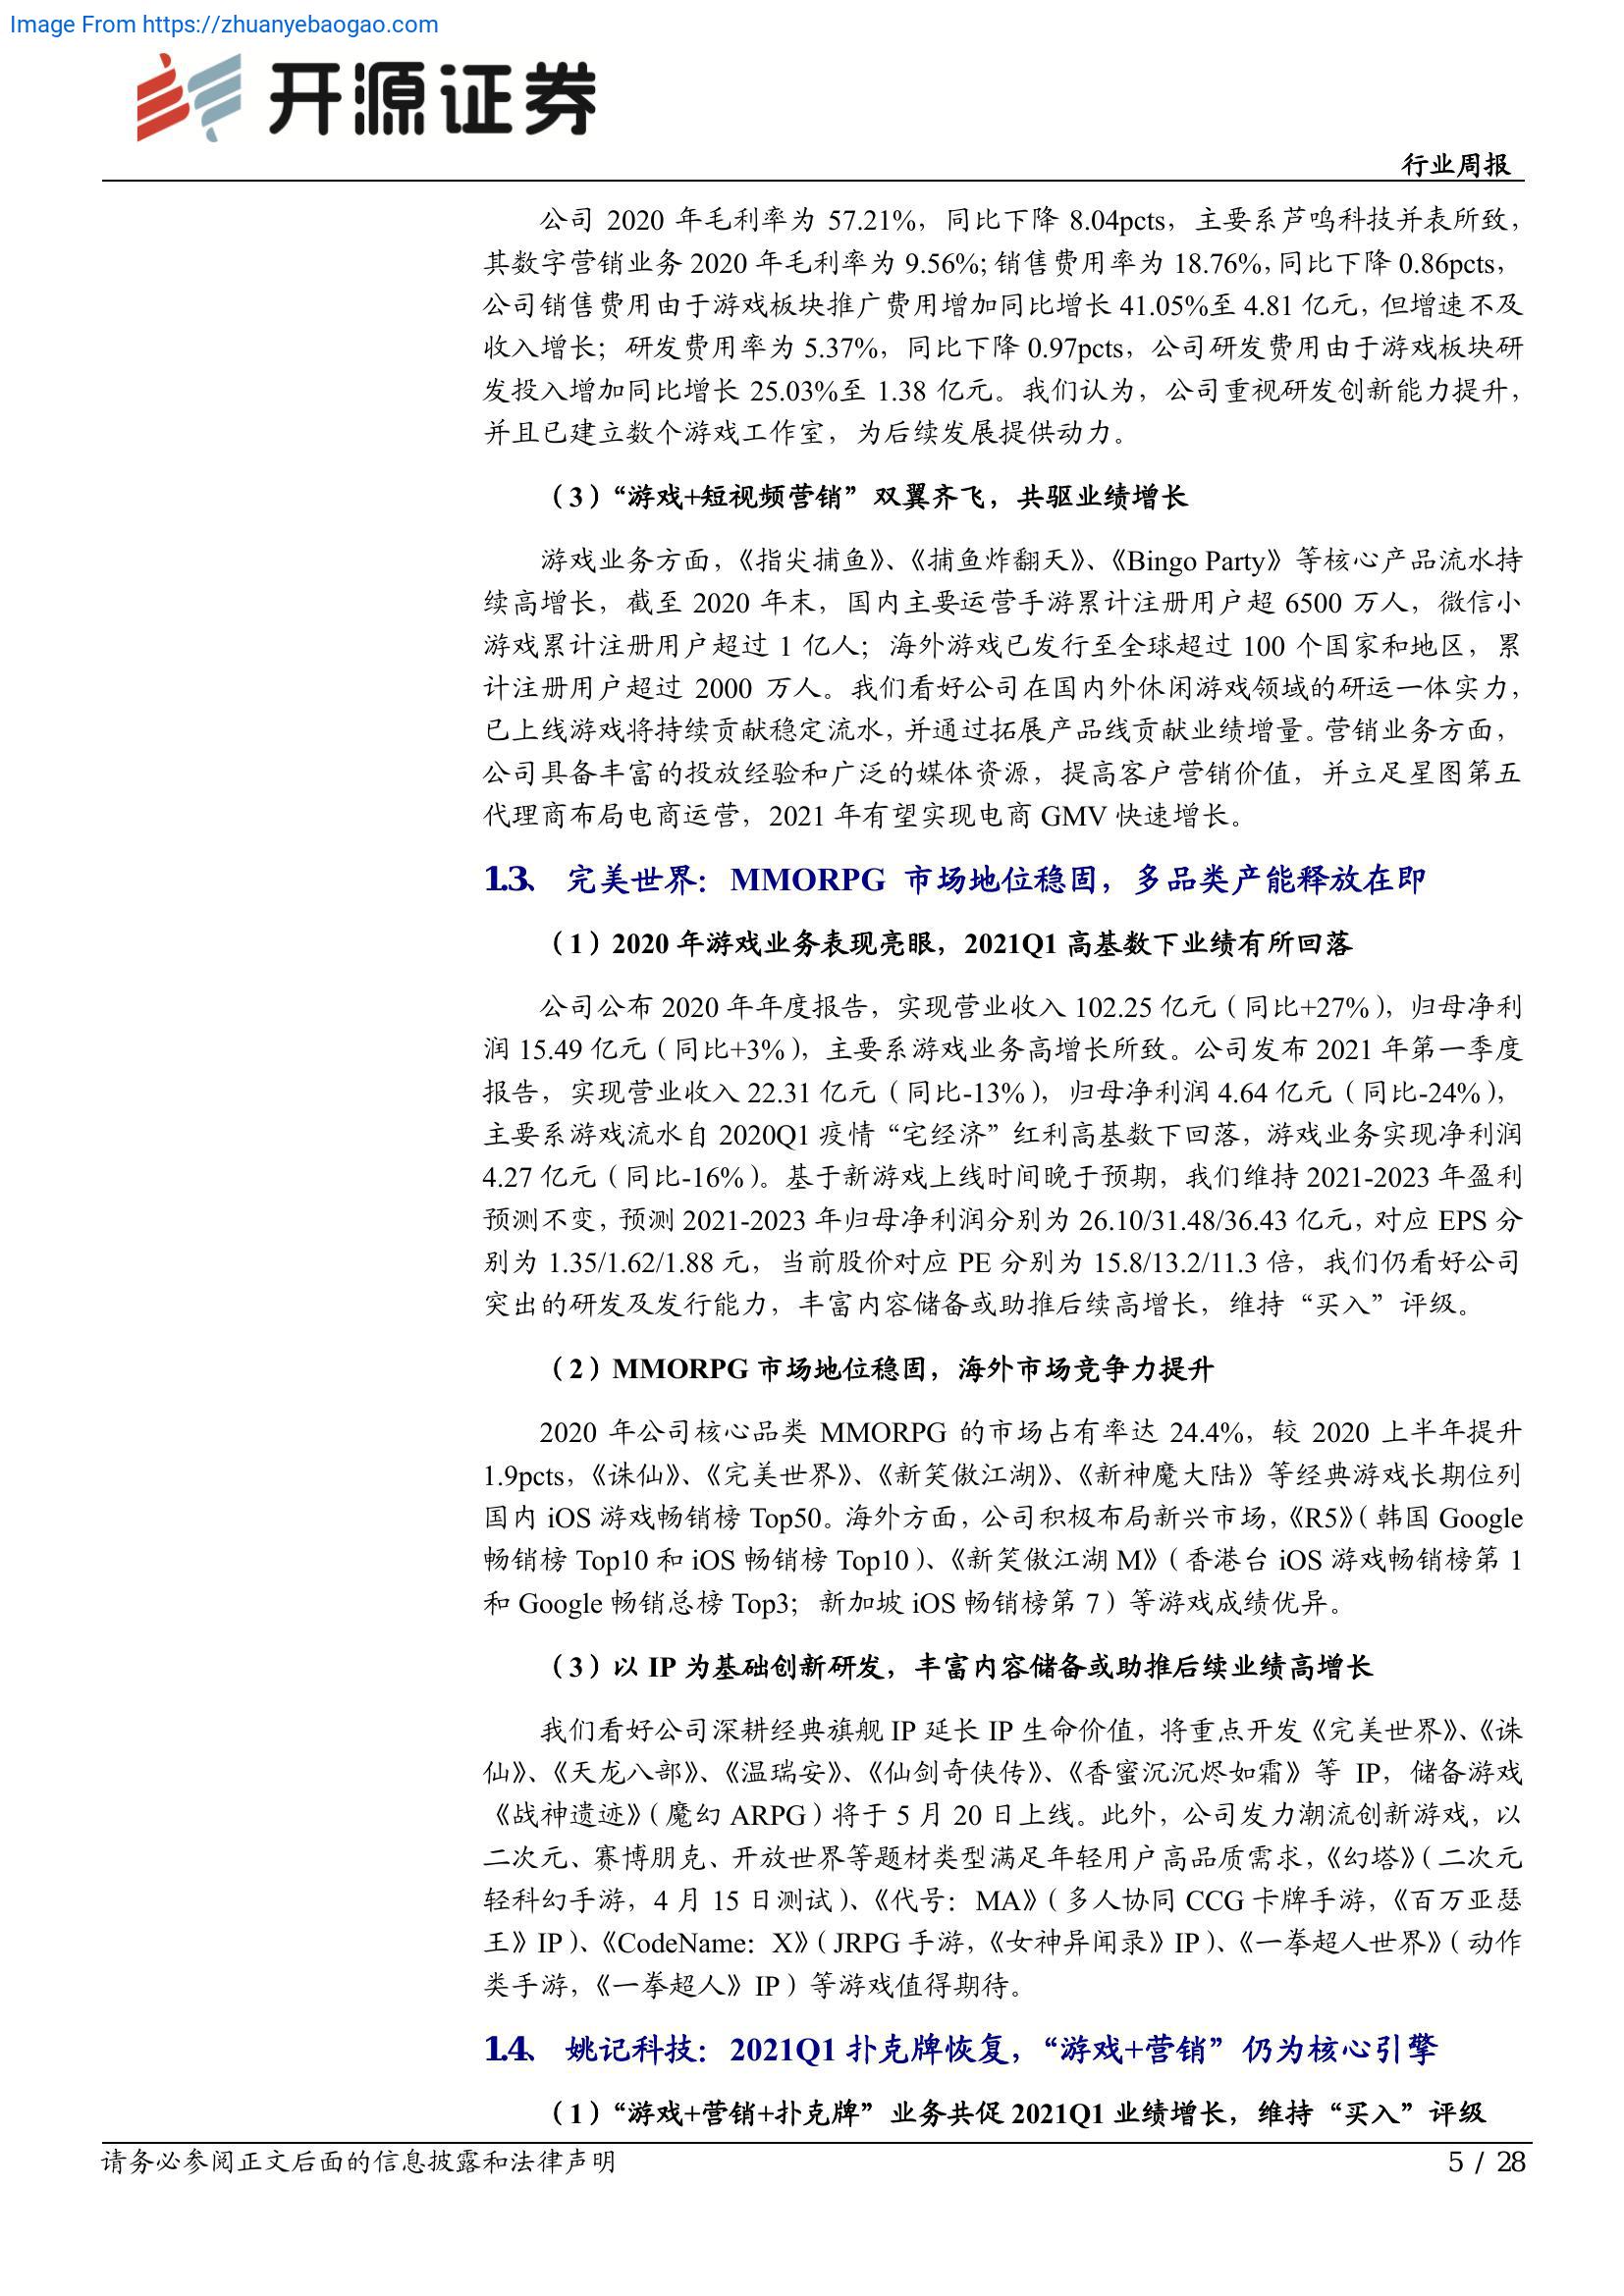 Image From https://zhuanyebaogao.com
开源证券
行业周报
公司 2020 年毛利率为 57.21%，同比下降 8.04pcts，主要系芦鸣科技并表所致，
其数字营销业务 2020 年毛利率为 9.56%；销售费用率为 18.76%，同比下降 0.86pcts，
公司销售费用由于游戏板块推广费用增加同比增长 41.05%至 4.81 亿元，但增速不及
收入增长；研发费用率为 5.37%，同比下降 0.97pcts，公司研发费用由于游戏板块研
发投入增加同比增长 25.03%至 1.38 亿元。我们认为，公司重视研发创新能力提升，
并且已建立数个游戏工作室，为后续发展提供动力。
（3）“游戏+短视频营销”双翼齐飞，共驱业绩增长
游戏业务方面，《指尖捕鱼》、《捕鱼炸翻天》、《Bingo Party》等核心产品流水持
续高增长，截至 2020 年末，国内主要运营手游累计注册用户超 6500 万人，微信小
游戏累计注册用户超过 1 亿人；海外游戏已发行至全球超过 100 个国家和地区，累
计注册用户超过 2000 万人。我们看好公司在国内外休闲游戏领域的研运一体实力，
已上线游戏将持续贡献稳定流水，并通过拓展产品线贡献业绩增量。营销业务方面，
公司具备丰富的投放经验和广泛的媒体资源，提高客户营销价值，并立足星图第五
代理商布局电商运营，2021 年有望实现电商 GMV 快速增长。
1.3、 完美世界：MMORPG 市场地位稳固，多品类产能释放在即
（1）2020 年游戏业务表现亮眼，2021Q1 高基数下业绩有所回落
公司公布 2020 年年度报告，实现营业收入 102.25 亿元（同比+27%），归母净利
润 15.49 亿元（同比+3%），主要系游戏业务高增长所致。公司发布 2021 年第一季度
报告，实现营业收入 22.31 亿元（同比-13%），归母净利润 4.64 亿元（同比-24%），
主要系游戏流水自 2020Q1 疫情“宅经济”红利高基数下回落，游戏业务实现净利润
4.27 亿元（同比-16%）。基于新游戏上线时间晚于预期，我们维持 2021-2023 年盈利
预测不变，预测 2021-2023 年归母净利润分别为 26.10/31.48/36.43 亿元，对应 EPS 分
别为 1.35/1.62/1.88 元，当前股价对应 PE 分别为 15.8/13.2/11.3 倍，我们仍看好公司
突出的研发及发行能力，丰富内容储备或助推后续高增长，维持“买入”评级。
（2）MMORPG 市场地位稳固，海外市场竞争力提升
2020 年公司核心品类 MMORPG 的市场占有率达 24.4%，较 2020 上半年提升
1.9pcts，《诛仙》、《完美世界》、《新笑傲江湖》、《新神魔大陆》等经典游戏长期位列
国内 iOS 游戏畅销榜 Top50。海外方面，公司积极布局新兴市场，《R5》（韩国 Google
畅销榜 Top10 和 iOS 畅销榜 Top10）、《新笑傲江湖 M》（香港台 iOS 游戏畅销榜第 1
和 Google 畅销总榜 Top3；新加坡 iOS 畅销榜第 7）等游戏成绩优异。
（3）以 IP 为基础创新研发，丰富内容储备或助推后续业绩高增长
我们看好公司深耕经典旗舰 IP 延长 IP 生命价值，将重点开发《完美世界》、《诛
仙》、《天龙八部》、《温瑞安》、《仙剑奇侠传》、《香蜜沉沉烬如霜》等 IP，储备游戏
《战神遗迹》（魔幻 ARPG）将于 5 月 20 日上线。此外，公司发力潮流创新游戏，以
二次元、赛博朋克、开放世界等题材类型满足年轻用户高品质需求，《幻塔》（二次元
轻科幻手游，4 月 15 日测试）、《代号：MA》（多人协同 CCG 卡牌手游，《百万亚瑟
王》IP）、《CodeName：X》（JRPG 手游，《女神异闻录》IP）、《一拳超人世界》（动作
类手游，《一拳超人》IP）等游戏值得期待。
1.4、 姚记科技：2021Q1 扑克牌恢复，“游戏+营销”仍为核心引擎
（1）“游戏+营销+扑克牌”业务共促 2021Q1 业绩增长，维持“买入”评级
请务必参阅正文后面的信息披露和法律声明
5 / 28